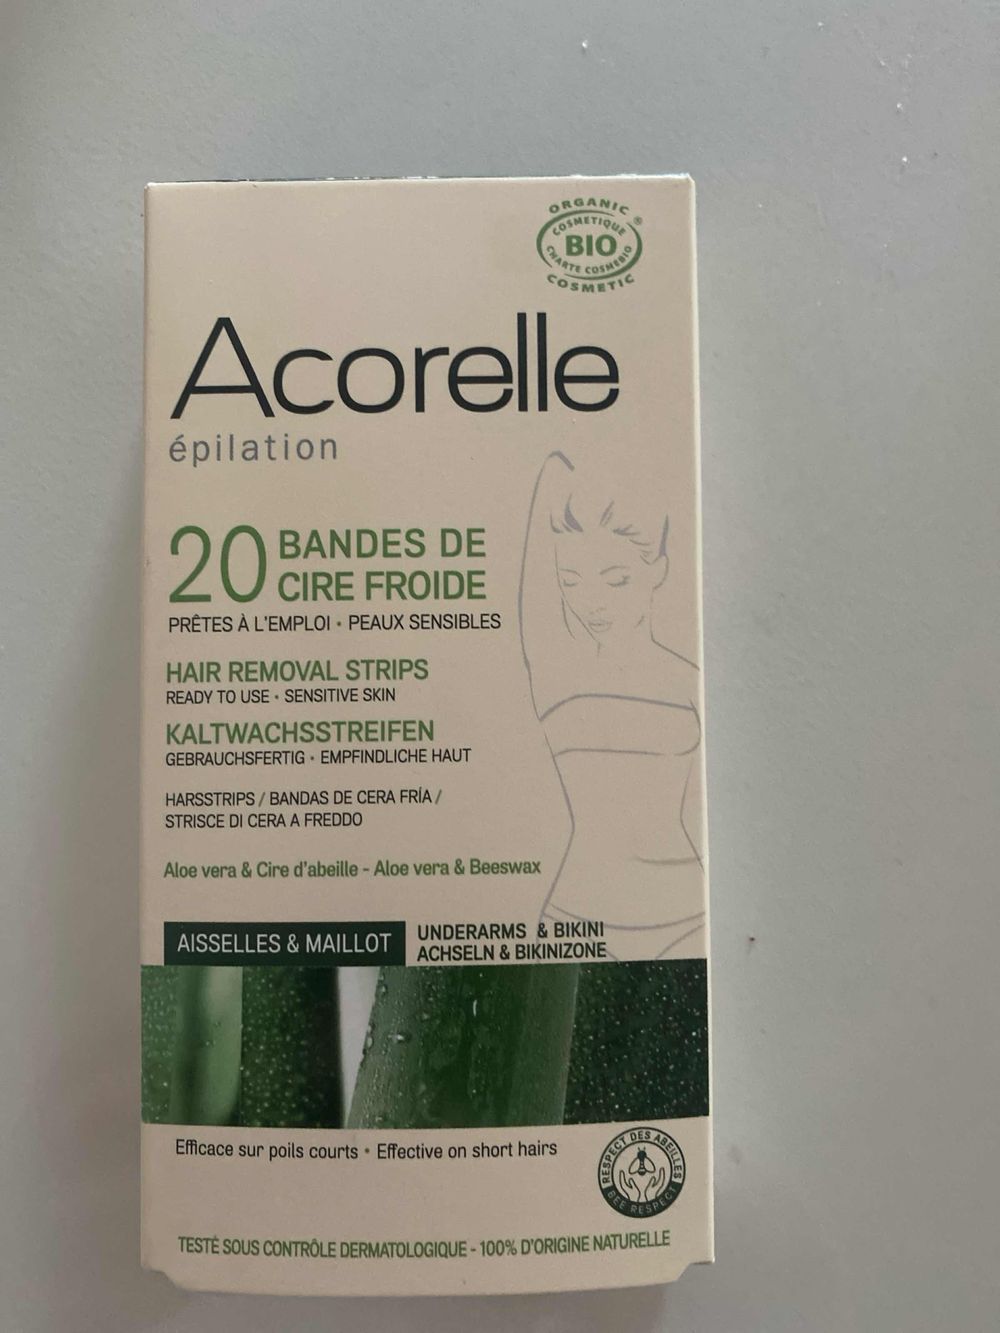 ORGANIC
COSMETIQUE ®
BIO
CHARTE COSMEBIO
COSMETIC
Acorelle
épilation
20 BANDES DE
CIRE FROIDE
PRÊTES À L'EMPLOI • PEAUX SENSIBLES
HAIR REMOVAL STRIPS
READY TO USE • SENSITIVE SKIN
KALTWACHSSTREIFEN
GEBRAUCHSFERTIG • EMPFINDLICHE HAUT
HARSSTRIPS / BANDAS DE CERA FRÍA /
STRISCE DI CERA A FREDDO
Aloe vera & Cire d'abeille - Aloe vera & Beeswax
AISSELLES & MAILLOT
UNDERARMS & BIKINI
ACHSELN & BIKINIZONE
Efficace sur poils courts • Effective on short hairs
RESPECT DES ABEILLES
BEE RESPECT
TESTÉ SOUS CONTRÔLE DERMATOLOGIQUE - 100% D'ORIGINE NATURELLE